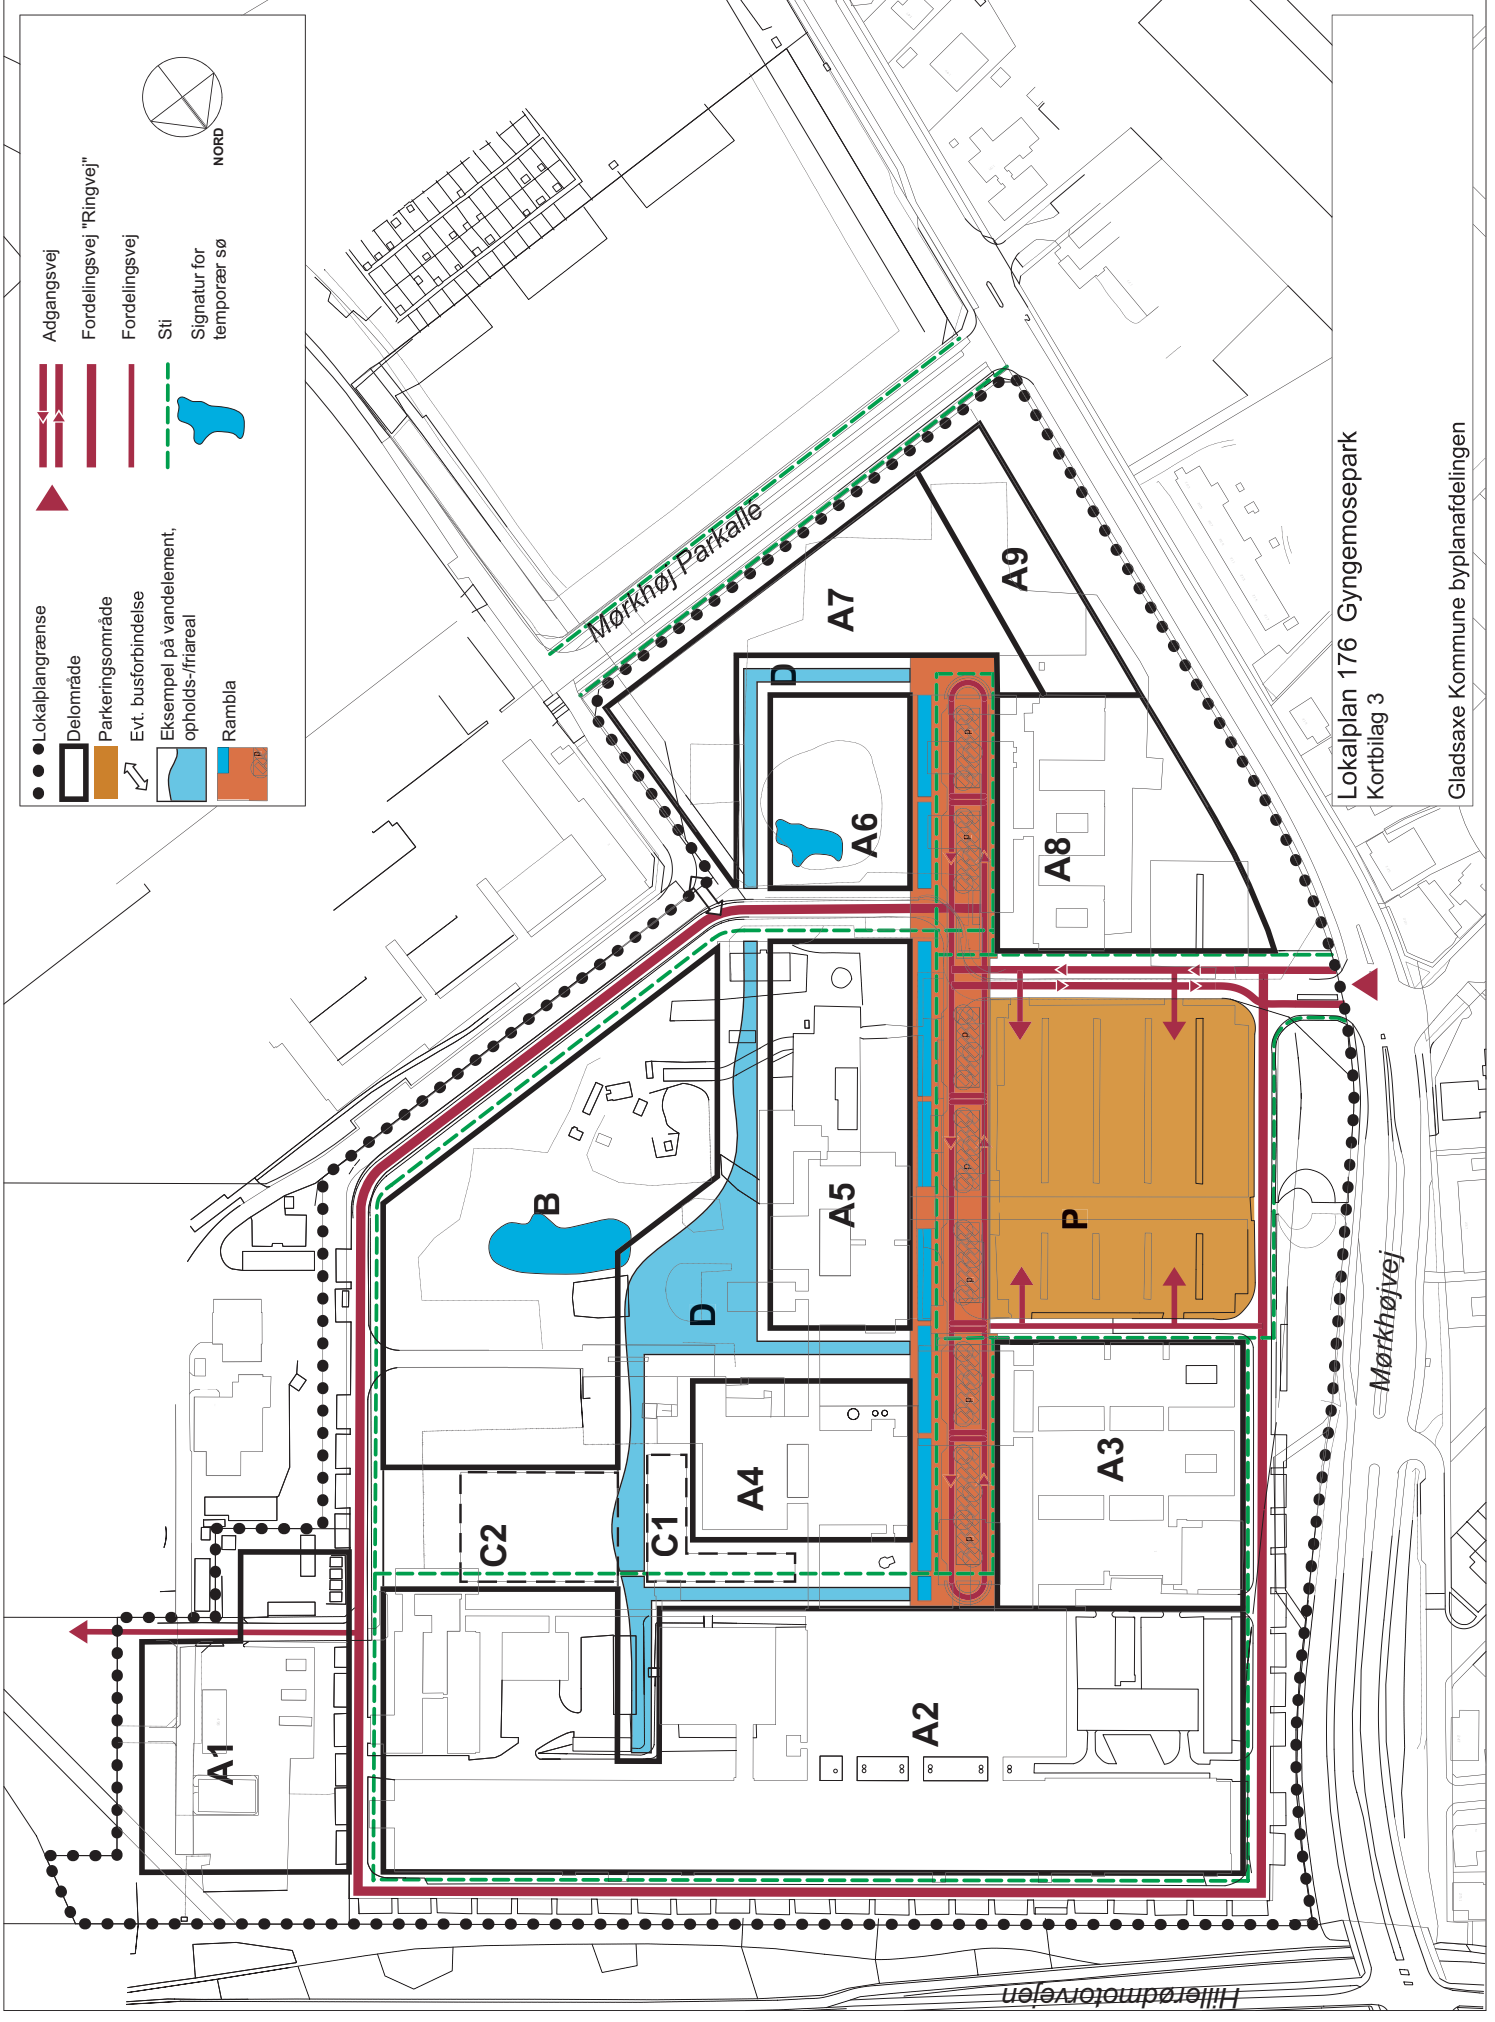 Lokalplangrænse
Delområde
Parkeringsområde
Evt. busforbindelse
Eksempel på vandelement,
opholds-/friareal
Rambla
Adgangsvej
Fordelingsvej "Ringvej"
Fordelingsvej
Sti
Signatur for
temporær sø
NORD
Mørkhøj Parkalle
A7
A9
D
A6
A8
B
A5
P
D
C2
C1
A4
A3
A1
A2
Mørkhøjvej
Hillerødmotorvejen
Lokalplan 176 Gyngemosepark
Kortbilag 3
Gladsaxe Kommune byplanafdelingen